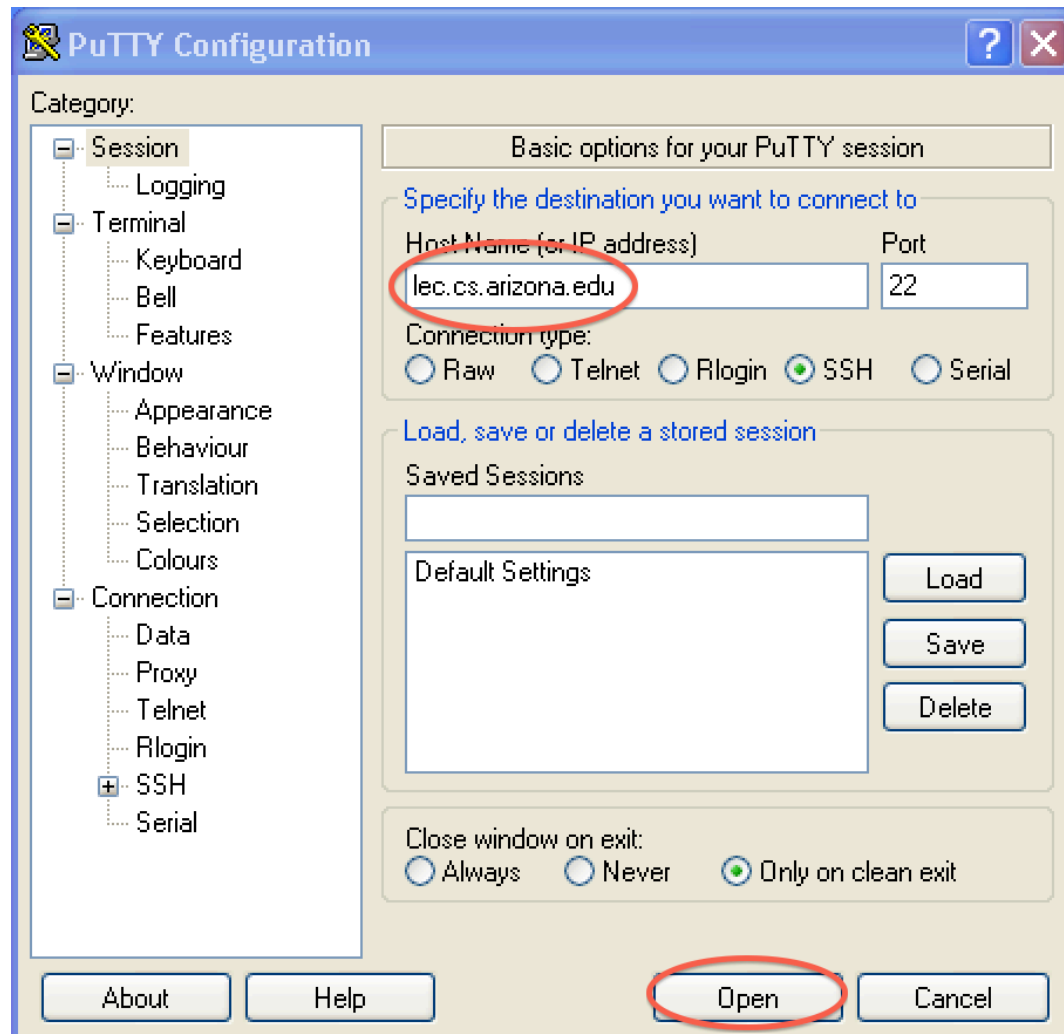 PuTTY Configuration
Category:
Session
Logging
Terminal
Keyboard
Bell
Features
Window
Appearance
Behaviour
Translation
Selection
Colours
Connection
Data
Proxy
Telnet
Rlogin
SSH
Serial
Basic options for your PuTTY session
Specify the destination you want to connect to
Host Name (or IP address) Port
lec.cs.arizona.edu 22
Connection type:
Raw Telnet Rlogin SSH Serial
Load, save or delete a stored session
Saved Sessions
Default Settings
Load
Save
Delete
Close window on exit:
Always Never Only on clean exit
About Help Open Cancel